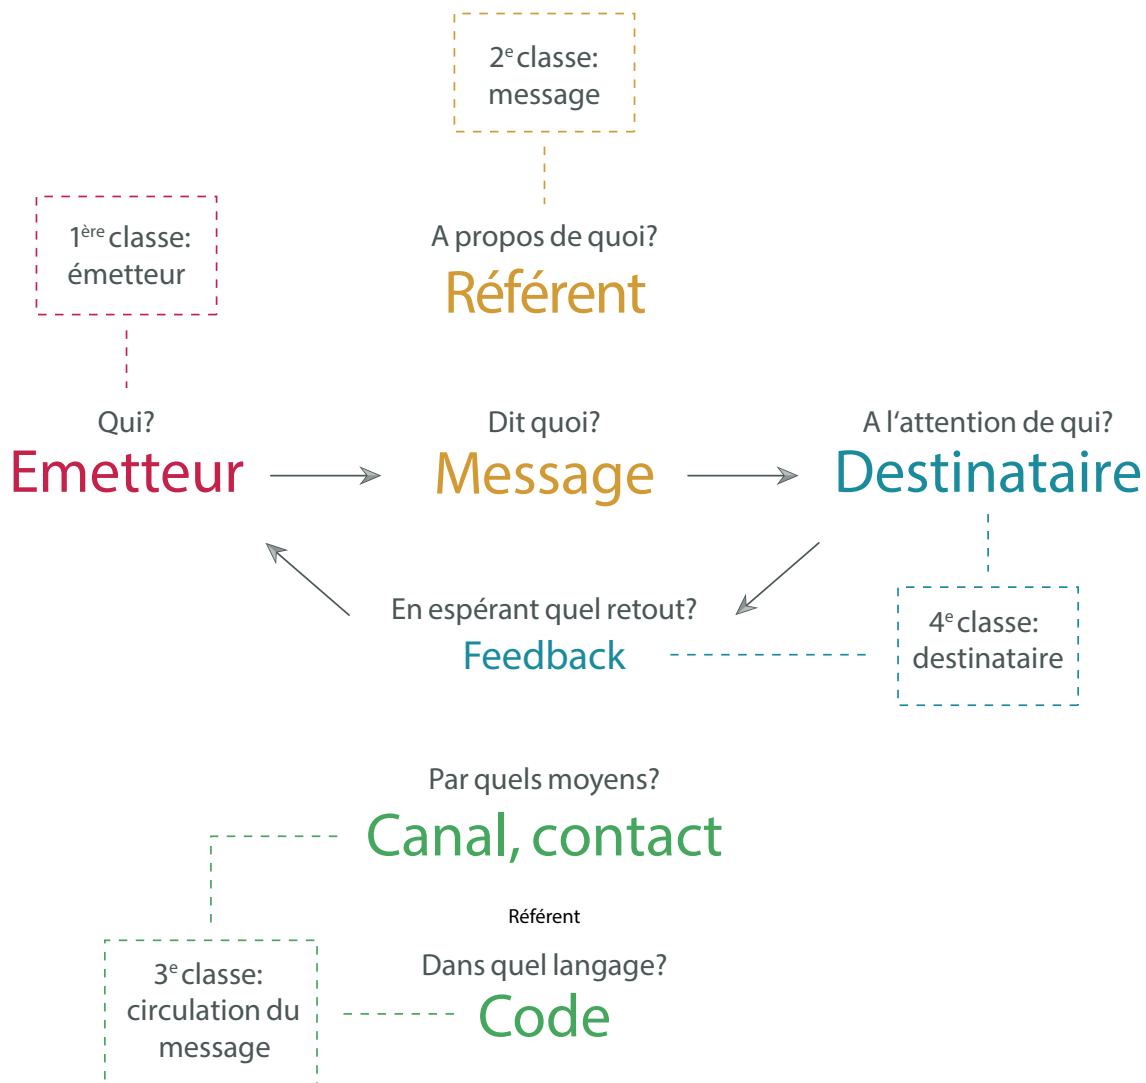 2e classe:
message
1ère classe:
émetteur
A propos de quoi?
Référent
Qui?
Emetteur
Dit quoi?
Message
A l‘attention de qui?
Destinataire
En espérant quel retout?
Feedback
4e classe:
destinataire
Par quels moyens?
Canal, contact
Référent
3e classe:
circulation du
message
Dans quel langage?
Code